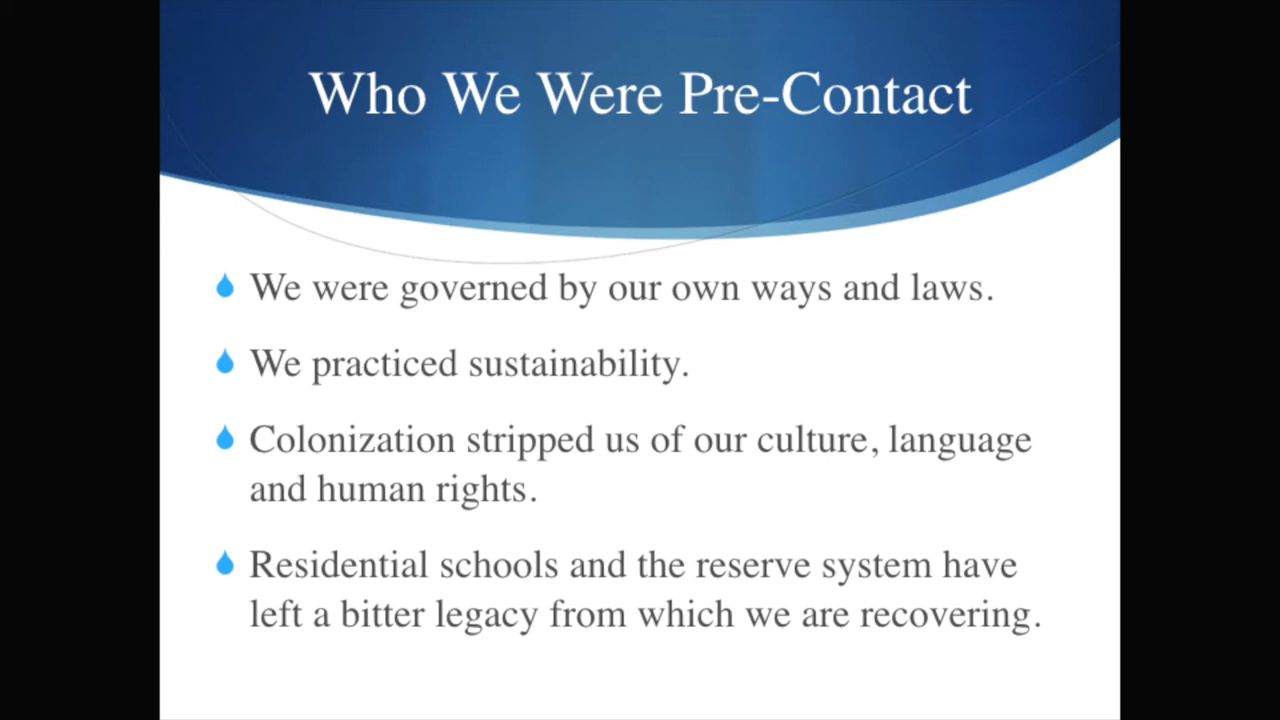 Who We Were Pre-Contact
We were governed by our own ways and laws.
We practiced sustainability.
Colonization stripped us of our culture, language
and human rights.
Residential schools and the reserve system have
left a bitter legacy from which we are recovering.